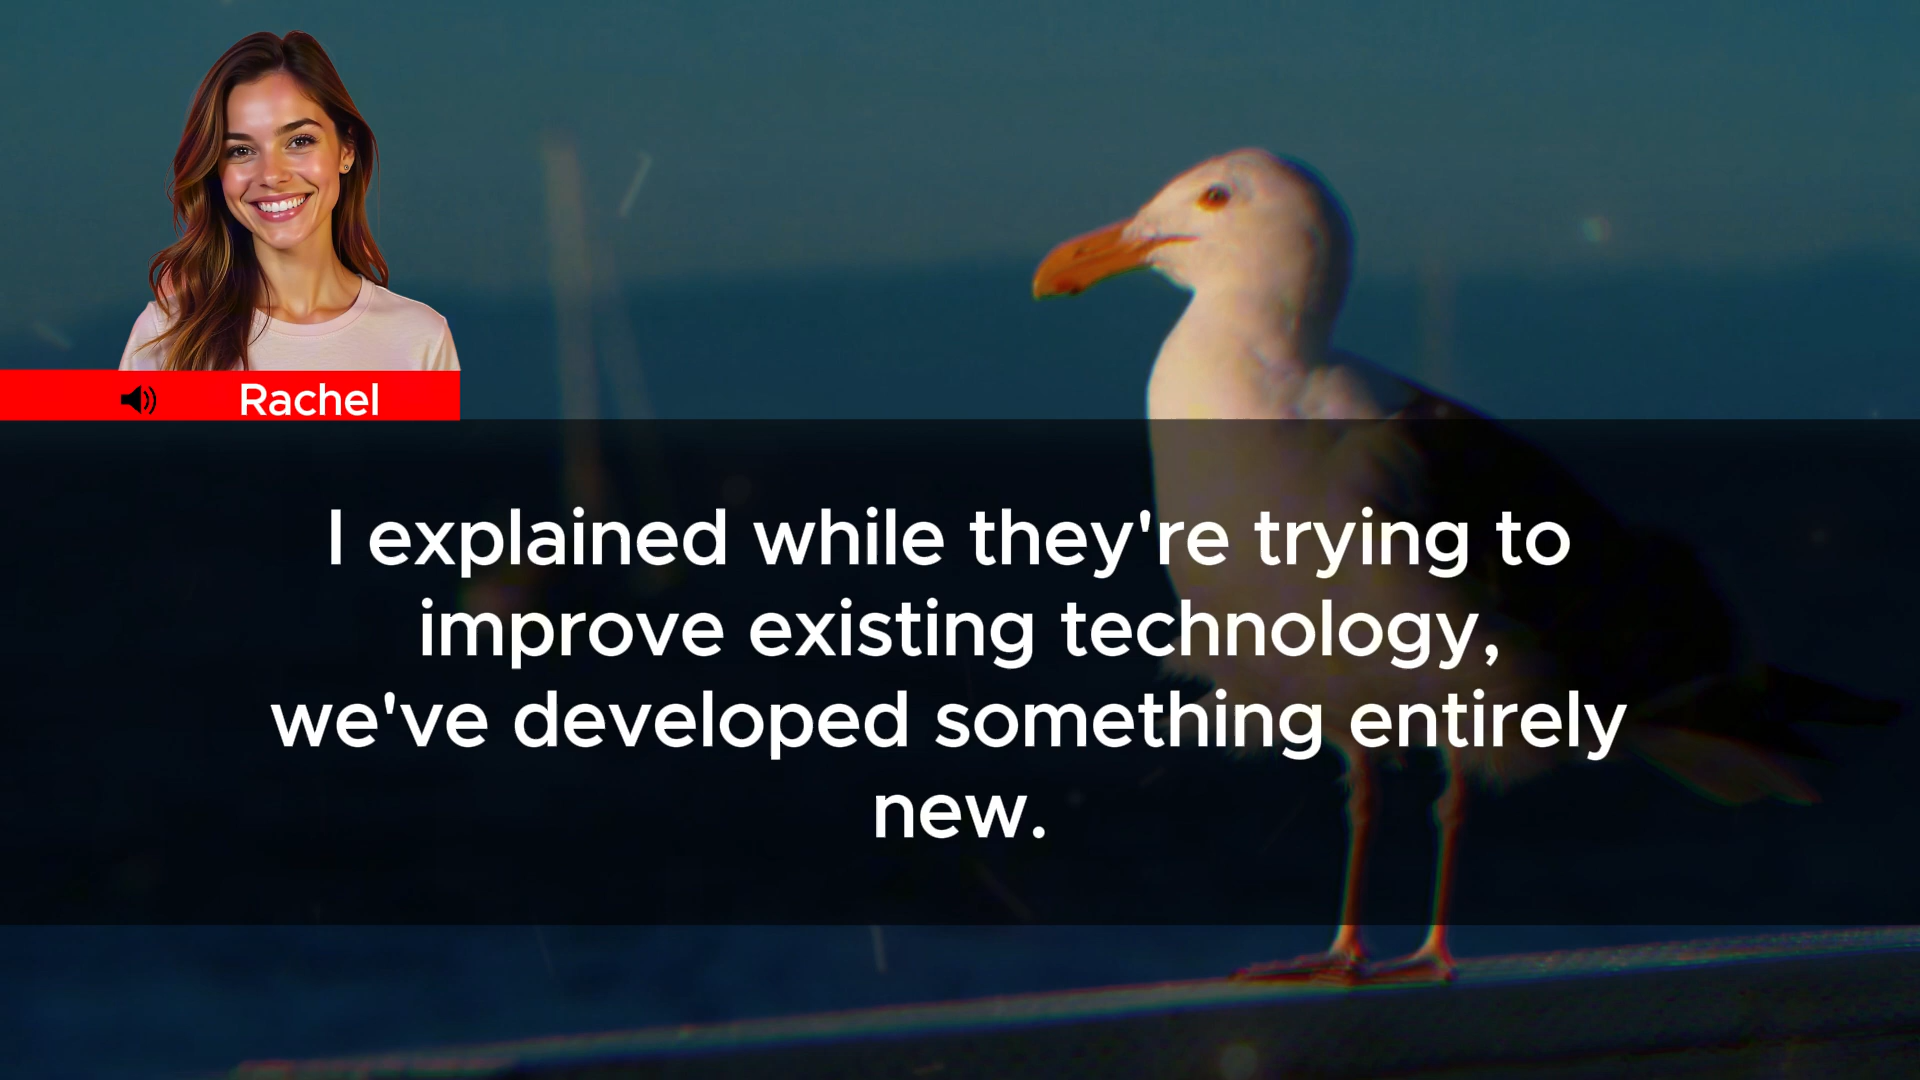 Rachel
I explained while they're trying to
improve existing technology,
we've developed something entirely
new.